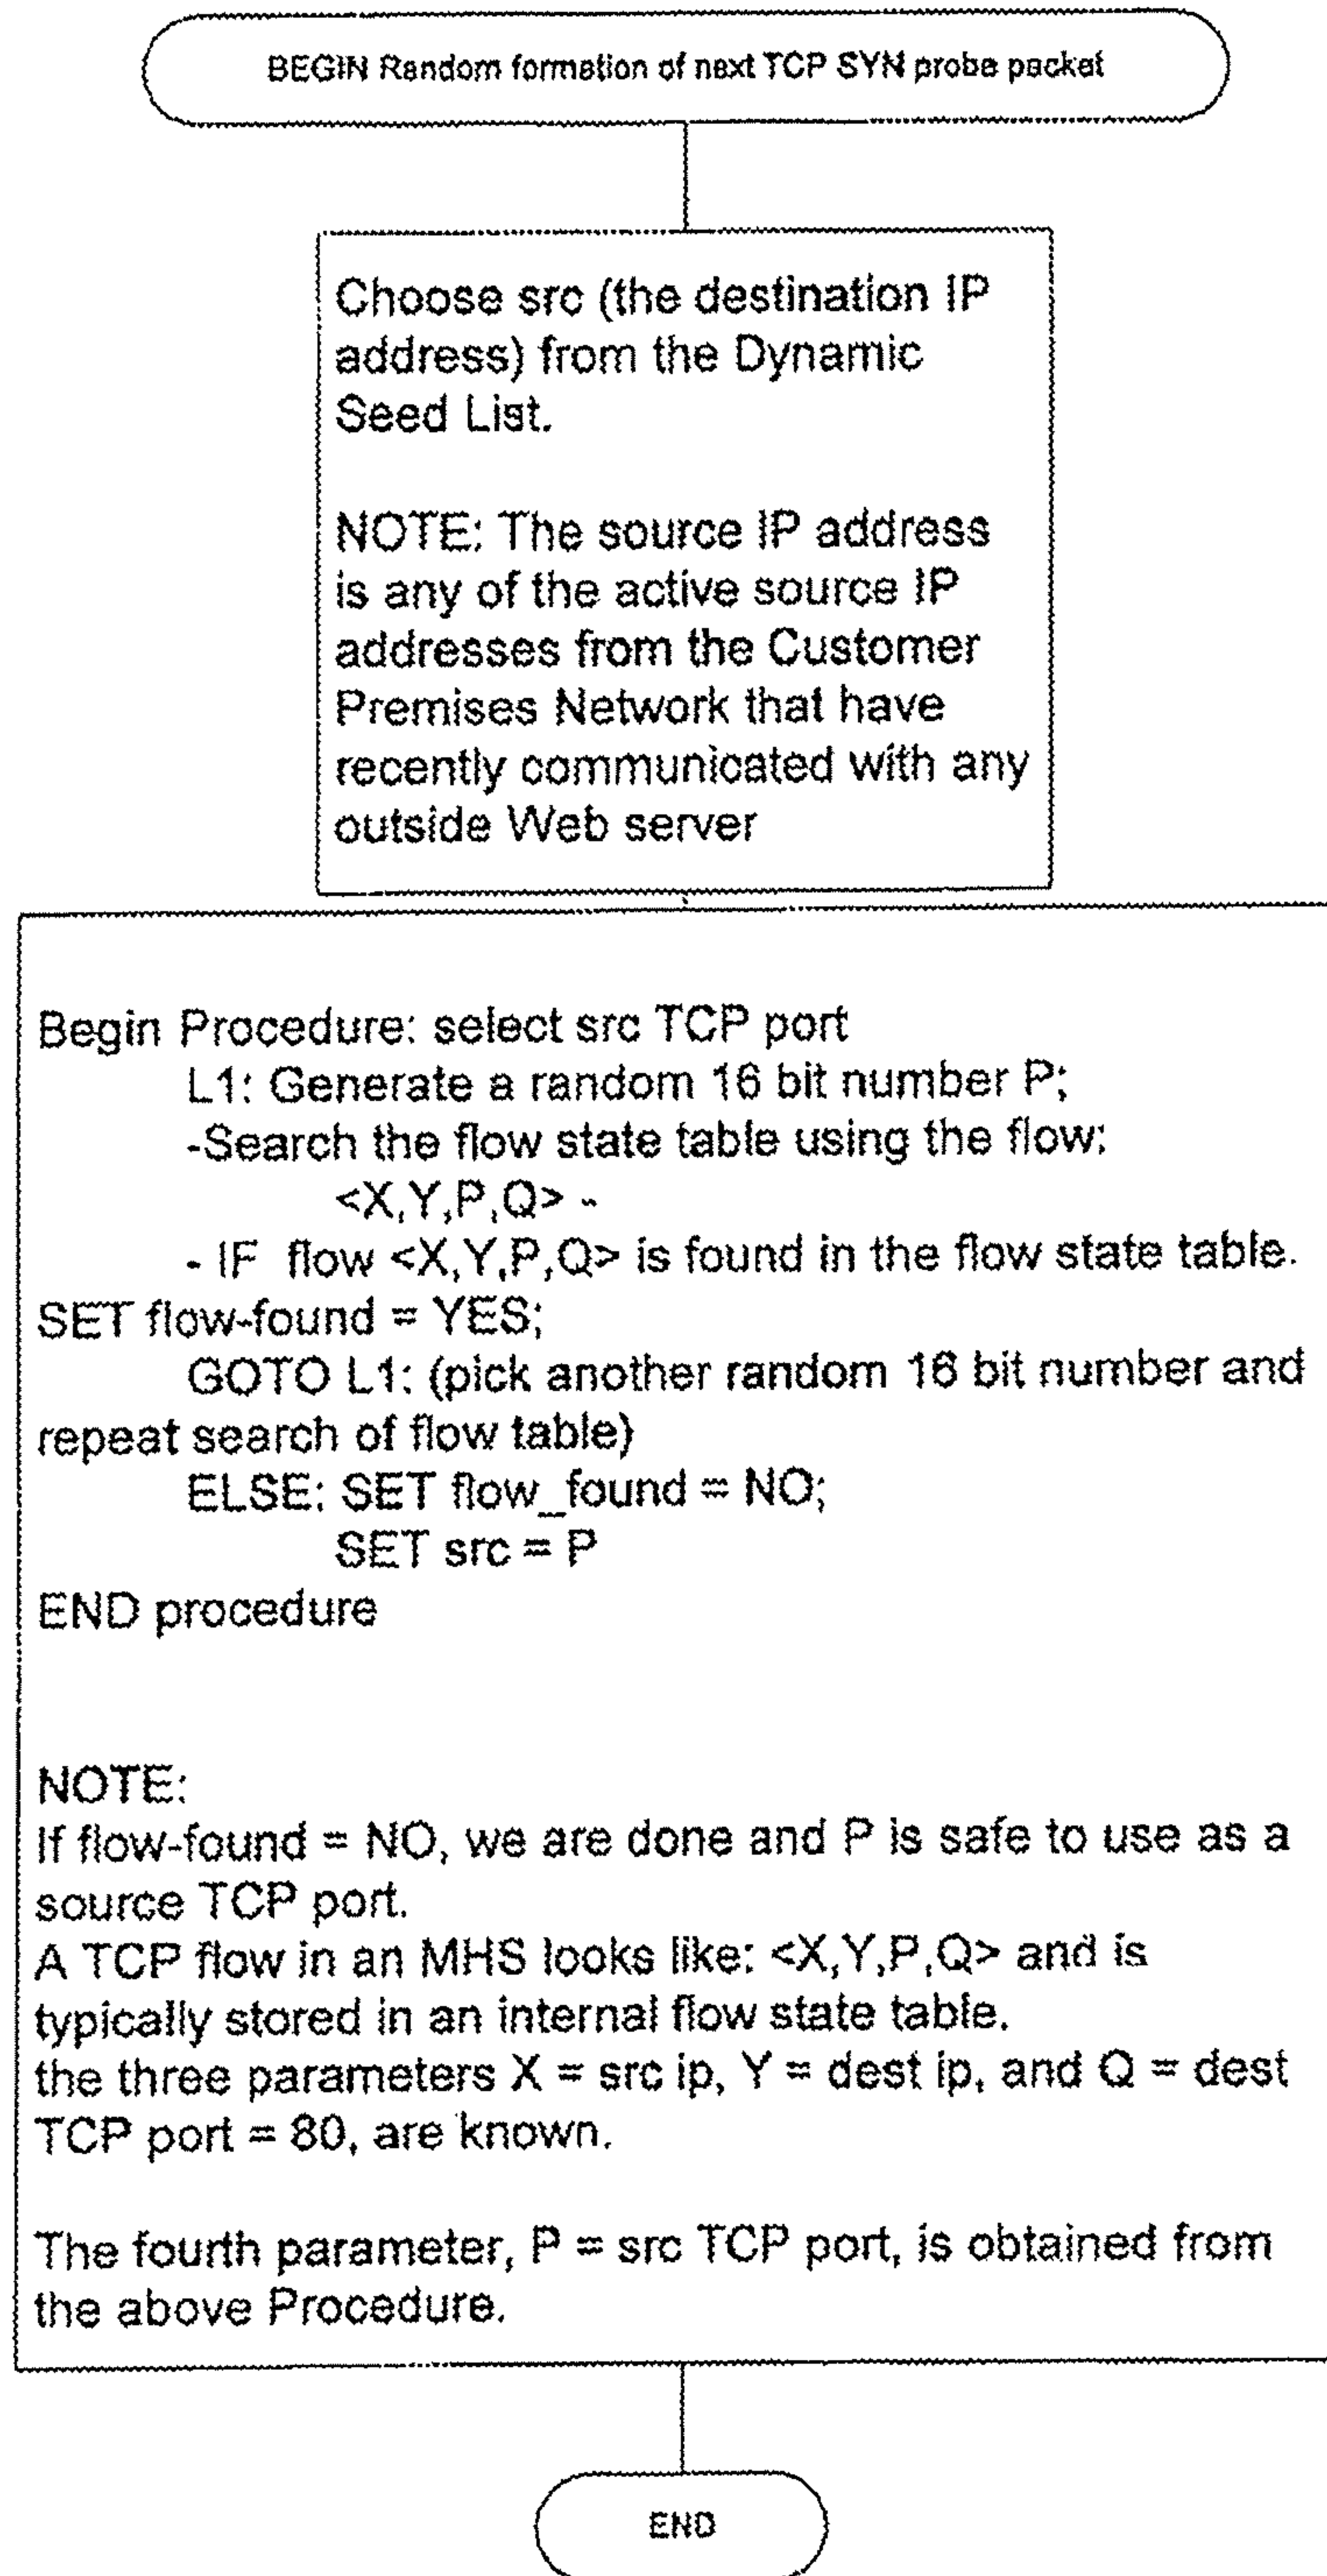 BEGIN Random formation of next TCP SYN probe packet
Choose src (the destination IP
address) from the Dynamic
Seed List.
NOTE: The source IP address
is any of the active source IP
addresses from the Customer
Premises Network that have
recently communicated with any
outside Web server
Begin Procedure: select src TCP port
L1: Generate a random 16 bit number P;
-Search the flow state table using the flow:
<X,Y,P,Q> -
- IF flow <X,Y,P,Q> is found in the flow state table.
SET flow-found = YES;
GOTO L1: (pick another random 16 bit number and
repeat search of flow table)
ELSE: SET flow_found = NO;
SET src = P
END procedure
NOTE:
If flow-found = NO, we are done and P is safe to use as a
source TCP port.
A TCP flow in an MHS looks like: <X,Y,P,Q> and is
typically stored in an internal flow state table.
the three parameters X = src ip, Y = dest ip, and Q = dest
TCP port = 80, are known.
The fourth parameter, P = src TCP port, is obtained from
the above Procedure.
END